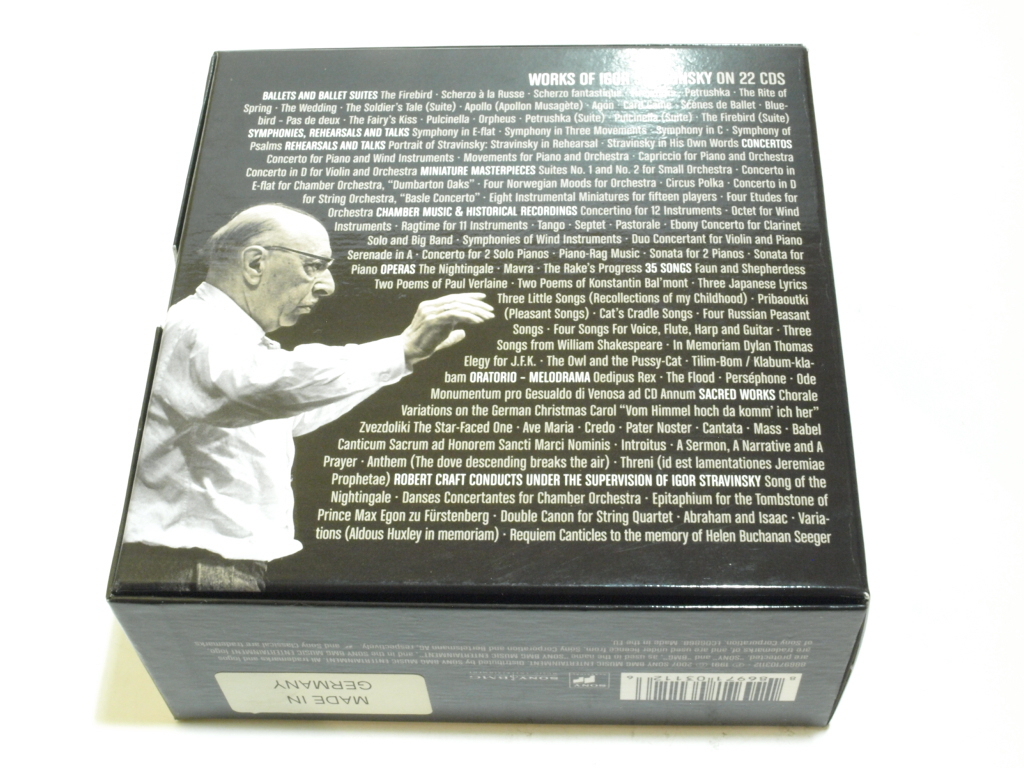 WORKS OF IGOR STRAVINSKY ON 22 CDS
BALLETS AND BALLET SUITES The Firebird · Scherzo à la Russe · Scherzo fantastique · Petrushka · The Rite of
Spring · The Wedding · The Soldier's Tale (Suite) · Apollo (Apollon Musagète) · Agon · Card Game · Scènes de Ballet · Blue-
bird – Pas de deux · The Fairy's Kiss · Pulcinella · Orpheus · Petrushka (Suite) · Pulcinella (Suite) · The Firebird (Suite)
SYMPHONIES, REHEARSALS AND TALKS Symphony in E-flat · Symphony in Three Movements · Symphony in C · Symphony of
Psalms REHEARSALS AND TALKS Portrait of Stravinsky: Stravinsky in Rehearsal · Stravinsky in His Own Words CONCERTOS
Concerto for Piano and Wind Instruments · Movements for Piano and Orchestra · Capriccio for Piano and Orchestra
Concerto in D for Violin and Orchestra MINIATURE MASTERPIECES Suites No. 1 and No. 2 for Small Orchestra · Concerto in
E-flat for Chamber Orchestra, "Dumbarton Oaks" · Four Norwegian Moods for Orchestra · Circus Polka · Concerto in D
for String Orchestra, "Basle Concerto" · Eight Instrumental Miniatures for fifteen players · Four Etudes for
Orchestra CHAMBER MUSIC & HISTORICAL RECORDINGS Concertino for 12 Instruments · Octet for Wind
Instruments · Ragtime for 11 Instruments · Tango · Septet · Pastorale · Ebony Concerto for Clarinet
Solo and Big Band · Symphonies of Wind Instruments · Duo Concertant for Violin and Piano
Serenade in A · Concerto for 2 Solo Pianos · Piano-Rag Music · Sonata for 2 Pianos · Sonata for
Piano OPERAS The Nightingale · Mavra · The Rake's Progress 35 SONGS Faun and Shepherdess
Two Poems of Paul Verlaine · Two Poems of Konstantin Bal'mont · Three Japanese Lyrics
Three Little Songs (Recollections of my Childhood) · Pribaoutki
(Pleasant Songs) · Cat's Cradle Songs · Four Russian Peasant
Songs · Four Songs For Voice, Flute, Harp and Guitar · Three
Songs from William Shakespeare · In Memoriam Dylan Thomas
Elegy for J.F.K. · The Owl and the Pussy-Cat · Tilim-Bom / Klabum-kla-
bam ORATORIO – MELODRAMA Oedipus Rex · The Flood · Perséphone · Ode
Monumentum pro Gesualdo di Venosa ad CD Annum SACRED WORKS Chorale
Variations on the German Christmas Carol "Vom Himmel hoch da komm' ich her"
Zvezdoliki The Star-Faced One · Ave Maria · Credo · Pater Noster · Cantata · Mass · Babel
Canticum Sacrum ad Honorem Sancti Marci Nominis · Introitus · A Sermon, A Narrative and A
Prayer · Anthem (The dove descending breaks the air) · Threni (id est lamentationes Jeremiae
Prophetae) ROBERT CRAFT CONDUCTS UNDER THE SUPERVISION OF IGOR STRAVINSKY Song of the
Nightingale · Danses Concertantes for Chamber Orchestra · Epitaphium for the Tombstone of
Prince Max Egon zu Fürstenberg · Double Canon for String Quartet · Abraham and Isaac · Varia-
tions (Aldous Huxley in memoriam) · Requiem Canticles to the memory of Helen Buchanan Seeger
MADE IN
GERMANY
SONY
8 86971 03112 6